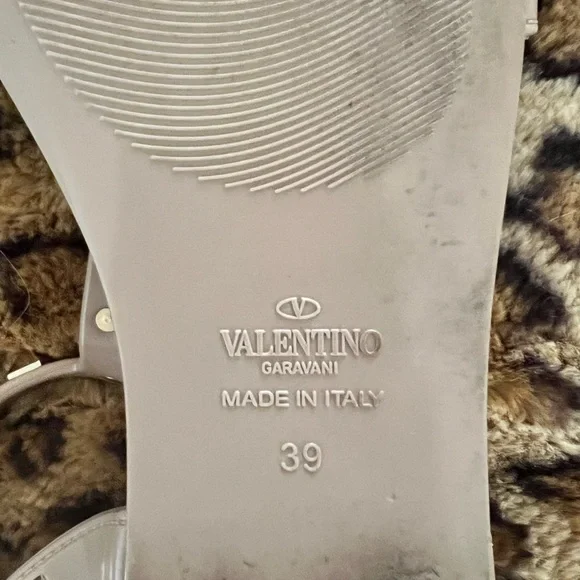 VALENTINO
GARAVANI
MADE IN ITALY
39